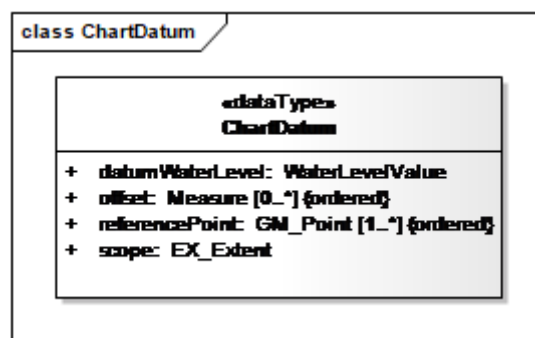 class ChartDatum
«dataType»
ChartDatum
+ datumWaterLevel: WaterLevelValue
+ offset: Measure [0..*] {ordered}
+ referencePoint: GM_Point [1..*] {ordered}
+ scope: EX_Extent